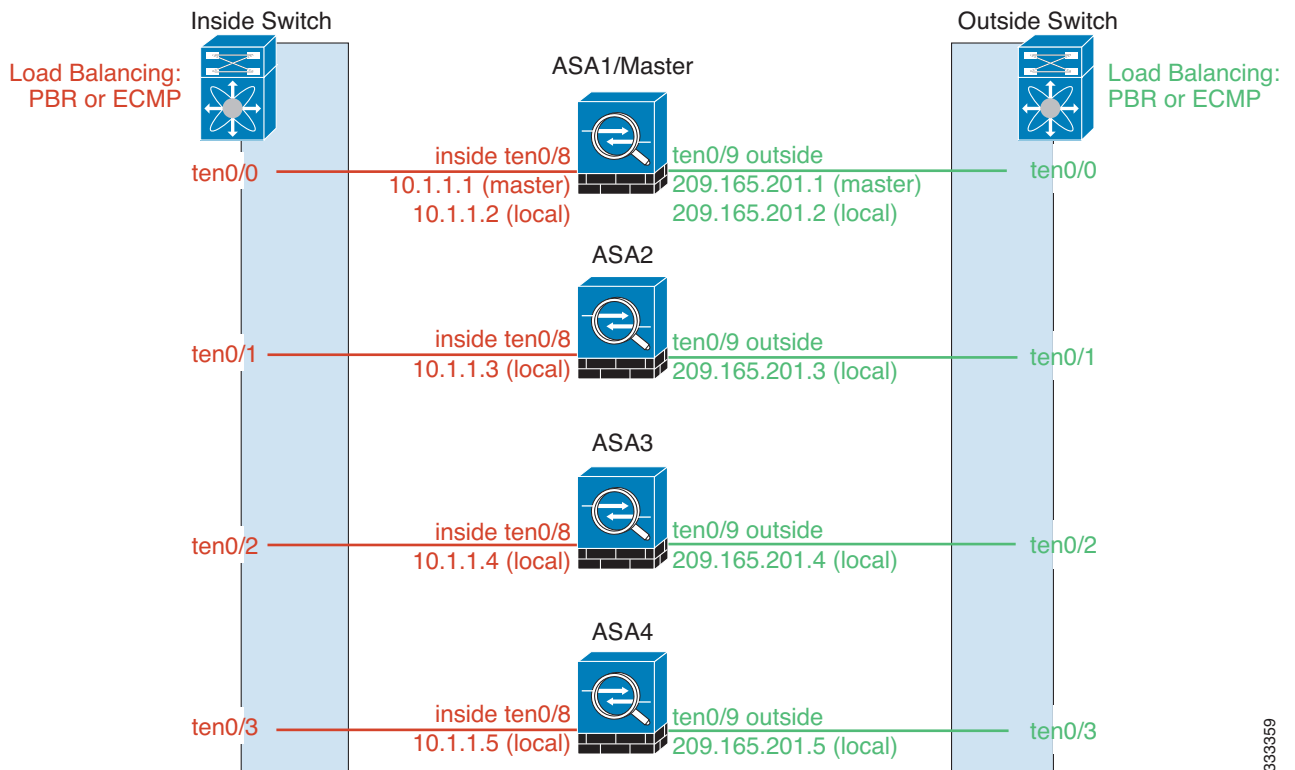 Inside Switch
Outside Switch
Load Balancing:
PBR or ECMP
ASA1/Master
Load Balancing:
PBR or ECMP
ten0/0
inside ten0/8
10.1.1.1 (master)
10.1.1.2 (local)
ten0/9 outside
209.165.201.1 (master)
209.165.201.2 (local)
ten0/0
ASA2
ten0/1
inside ten0/8
10.1.1.3 (local)
ten0/9 outside
209.165.201.3 (local)
ten0/1
ASA3
ten0/2
inside ten0/8
10.1.1.4 (local)
ten0/9 outside
209.165.201.4 (local)
ten0/2
ASA4
ten0/3
inside ten0/8
10.1.1.5 (local)
ten0/9 outside
209.165.201.5 (local)
ten0/3
333359